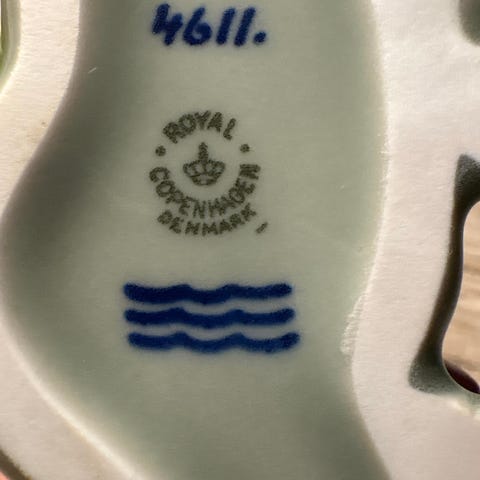 4611.
ROYAL
COPENHAGEN
DENMARK